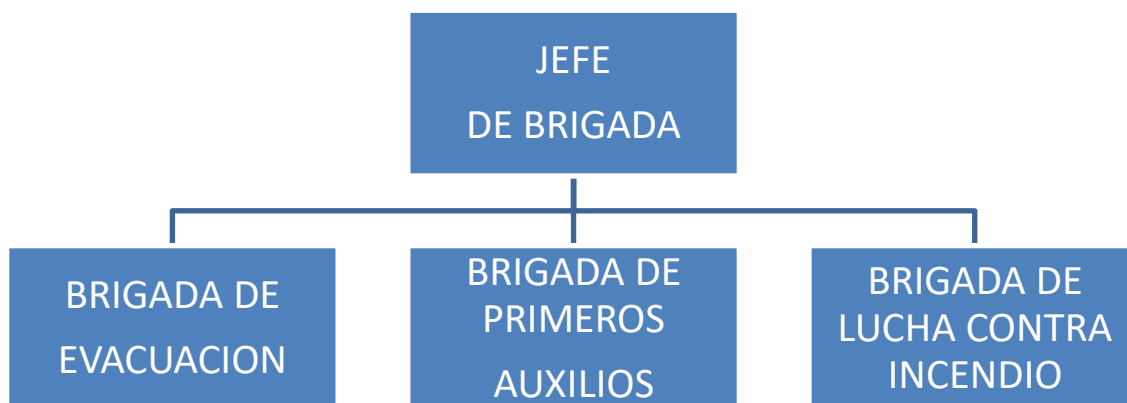 JEFE
DE BRIGADA
BRIGADA DE
EVACUACION
BRIGADA DE
PRIMEROS
AUXILIOS
BRIGADA DE
LUCHA CONTRA
INCENDIO